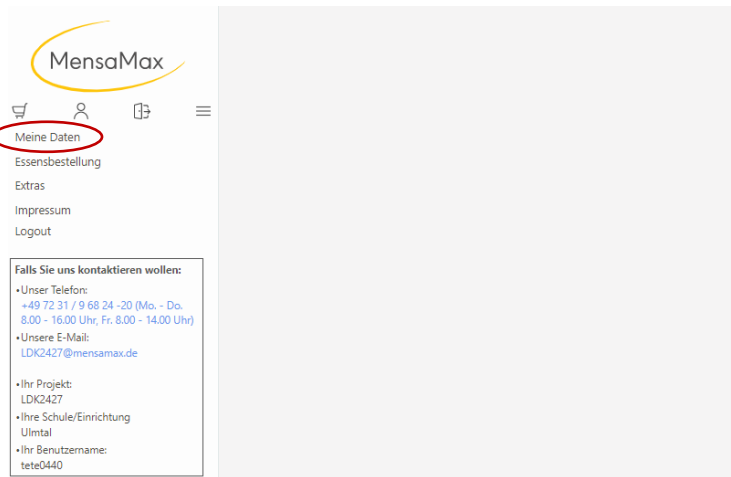 MensaMax
Meine Daten
Essensbestellung
Extras
Impressum
Logout
Falls Sie uns kontaktieren wollen:
•Unser Telefon:
+49 72 31 / 9 68 24 -20 (Mo. - Do.
8.00 - 16.00 Uhr, Fr. 8.00 - 14.00 Uhr)
•Unsere E-Mail:
LDK2427@mensamax.de
•Ihr Projekt:
LDK2427
•Ihre Schule/Einrichtung
Ulmtal
•Ihr Benutzername:
tete0440